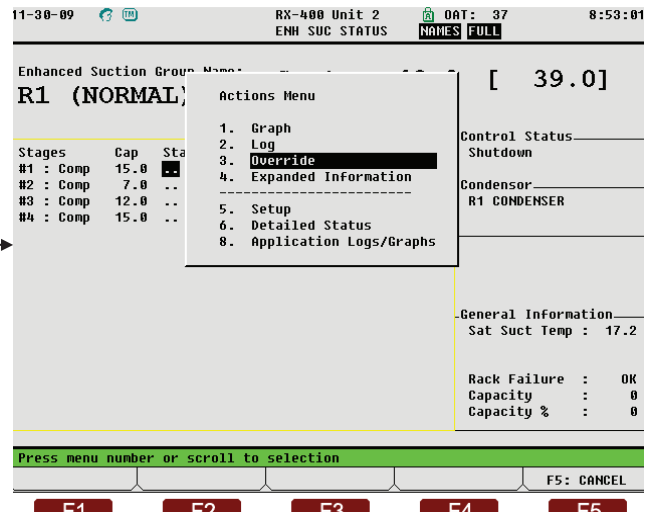 11-30-09 RX-400 Unit 2 OAT: 37 8:53:01
ENH SUC STATUS NAMES FULL
Enhanced Suction Group Name:
R1 (NORMAL) [ 39.0]
Actions Menu
1. Graph
2. Log
3. Override
4. Expanded Information
-----------------------
5. Setup
6. Detailed Status
8. Application Logs/Graphs
Stages Cap Sta
#1 : Comp 15.0 ..
#2 : Comp 7.0 ..
#3 : Comp 12.0 ..
#4 : Comp 15.0 ..
Control Status
Shutdown
Condensor
R1 CONDENSER
General Information
Sat Suct Temp : 17.2
Rack Failure : OK
Capacity : 0
Capacity % : 0
Press menu number or scroll to selection
F5: CANCEL
F1 F2 F3 F4 F5